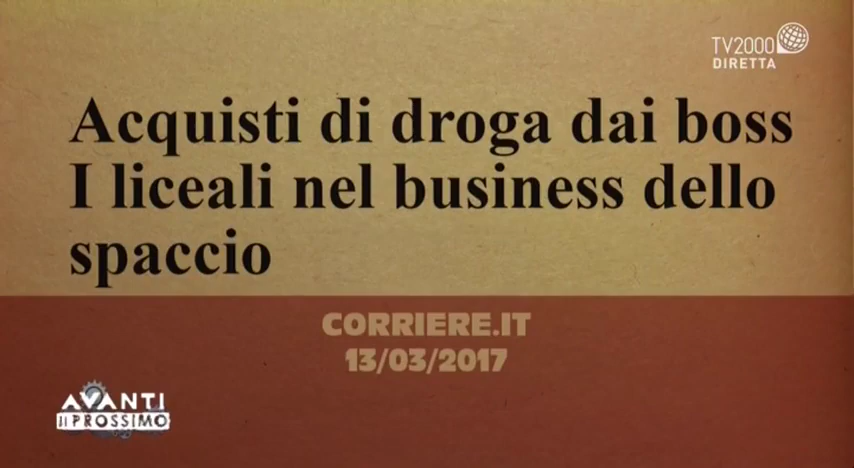 TV2000
DIRETTA
Acquisti di droga dai boss
I liceali nel business dello
spaccio
CORRIERE.IT
13/03/2017
AVANTI
IL PROSSIMO